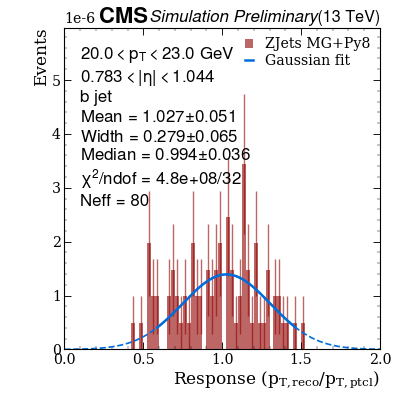 1e-6 CMS Simulation Preliminary (13 TeV)
Events
ZJets MG+Py8
Gaussian fit
20.0 < p_T < 23.0 GeV
0.783 < |η| < 1.044
b jet
Mean = 1.027±0.051
Width = 0.279±0.065
Median = 0.994±0.036
χ²/ndof = 4.8e+08/32
Neff = 80
5
4
3
2
1
0
0.0 0.5 1.0 1.5 2.0
Response (p_T,reco/p_T,ptcl)